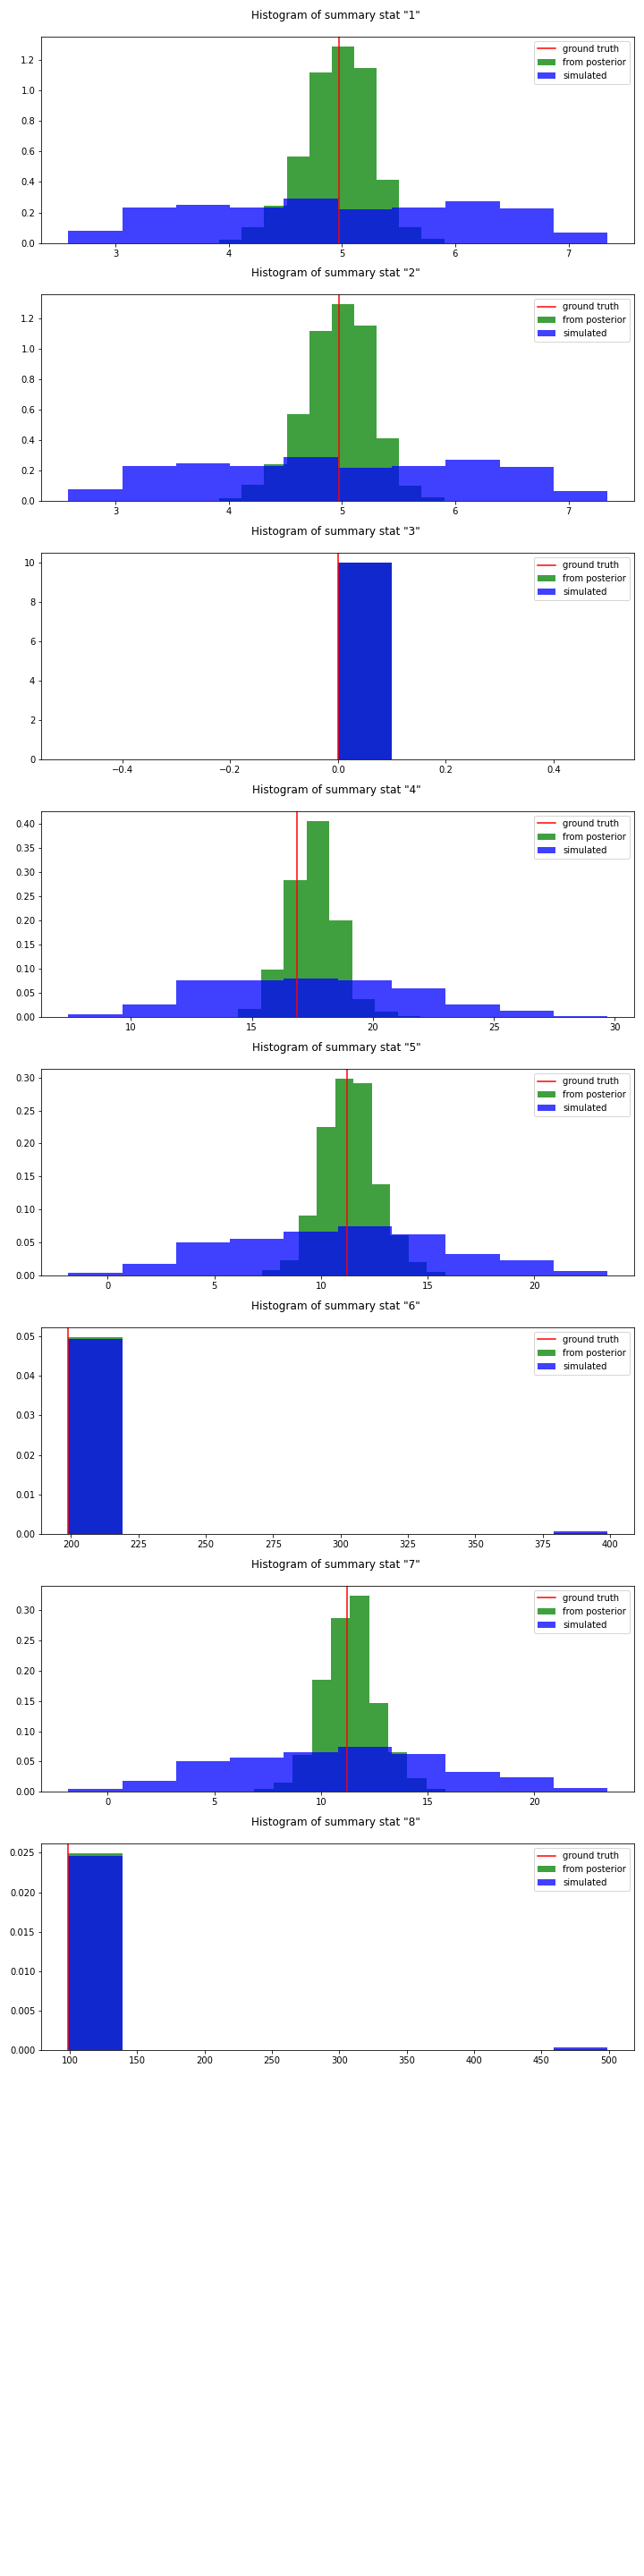 Histogram of summary stat "1"
ground truth
from posterior
simulated
1.2
1.0
0.8
0.6
0.4
0.2
0.0
3 4 5 6 7
Histogram of summary stat "2"
ground truth
from posterior
simulated
1.2
1.0
0.8
0.6
0.4
0.2
0.0
3 4 5 6 7
Histogram of summary stat "3"
ground truth
from posterior
simulated
10
8
6
4
2
0
−0.4 −0.2 0.0 0.2 0.4
Histogram of summary stat "4"
ground truth
from posterior
simulated
0.40
0.35
0.30
0.25
0.20
0.15
0.10
0.05
0.00
10 15 20 25 30
Histogram of summary stat "5"
ground truth
from posterior
simulated
0.30
0.25
0.20
0.15
0.10
0.05
0.00
0 5 10 15 20
Histogram of summary stat "6"
ground truth
from posterior
simulated
0.05
0.04
0.03
0.02
0.01
0.00
200 225 250 275 300 325 350 375 400
Histogram of summary stat "7"
ground truth
from posterior
simulated
0.30
0.25
0.20
0.15
0.10
0.05
0.00
0 5 10 15 20
Histogram of summary stat "8"
ground truth
from posterior
simulated
0.025
0.020
0.015
0.010
0.005
0.000
100 150 200 250 300 350 400 450 500